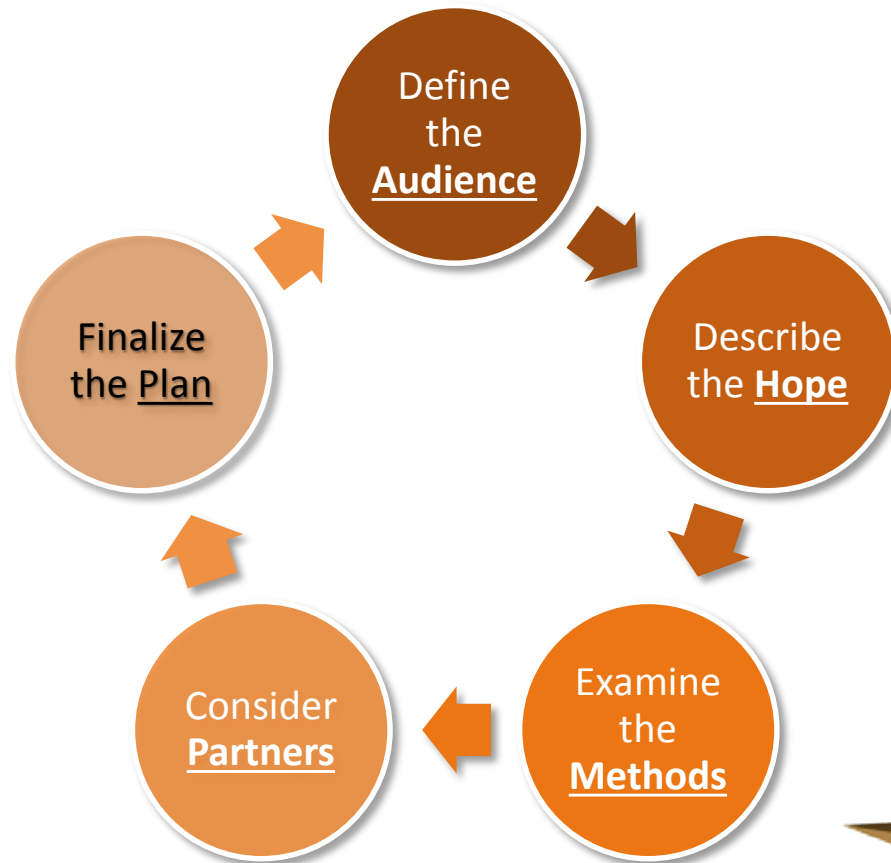 Define
the
Audience
Describe
the Hope
Examine
the
Methods
Consider
Partners
Finalize
the Plan